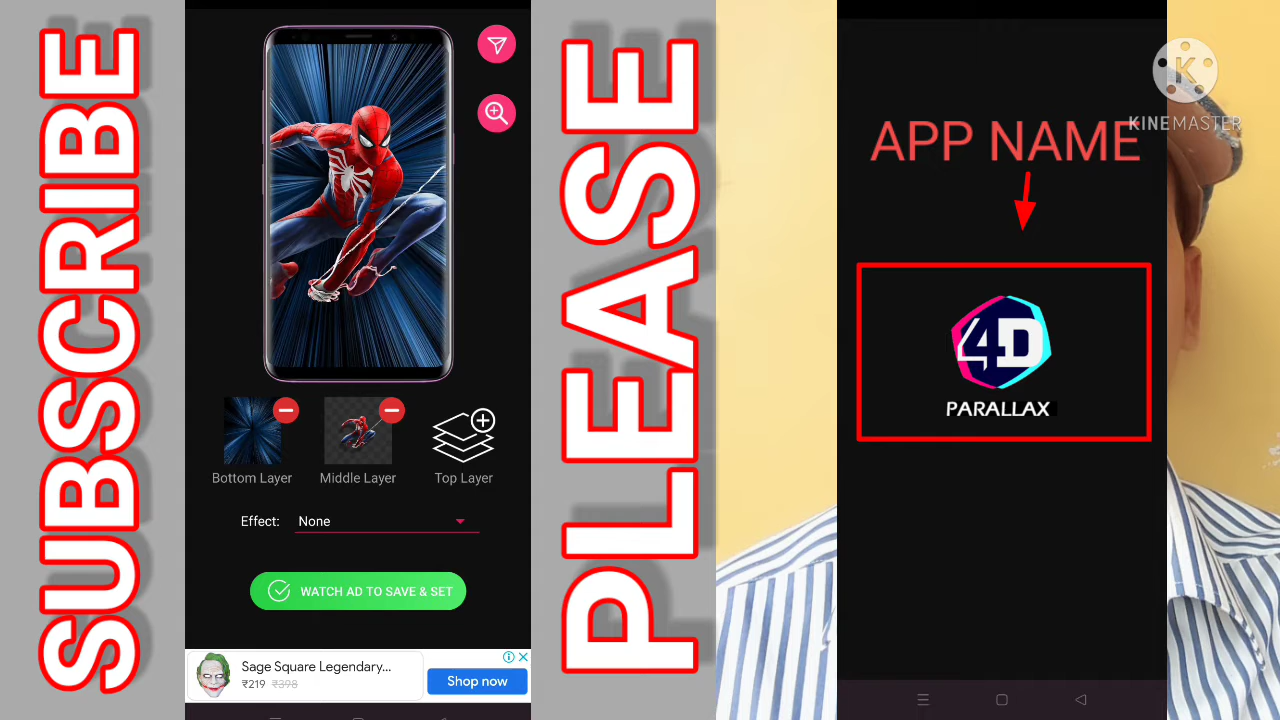 SUBSCRIBE
Bottom Layer
Middle Layer
Top Layer
Effect:
None
WATCH AD TO SAVE & SET
Sage Square Legendary...
₹219 ₹398
Shop now
PLEASE
K
KINEMASTER
APP NAME
4D
PARALLAX